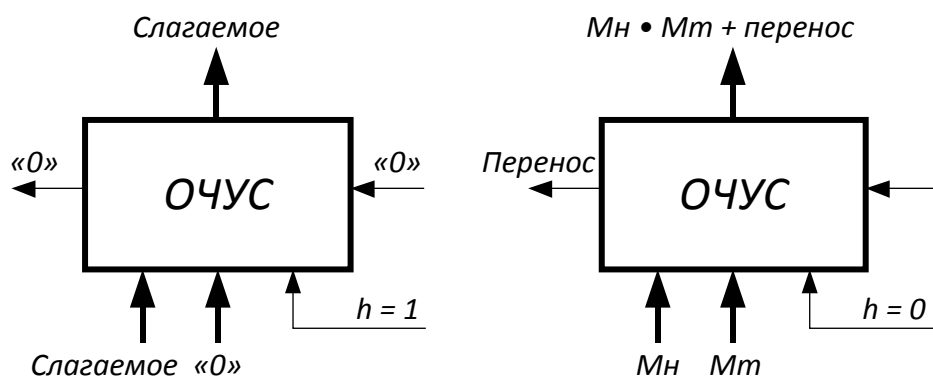 Слагаемое
«0»
ОЧУС
«0»
h = 1
Слагаемое «0»
Мн • Мт + перенос
Перенос
ОЧУС
h = 0
Мн Мт